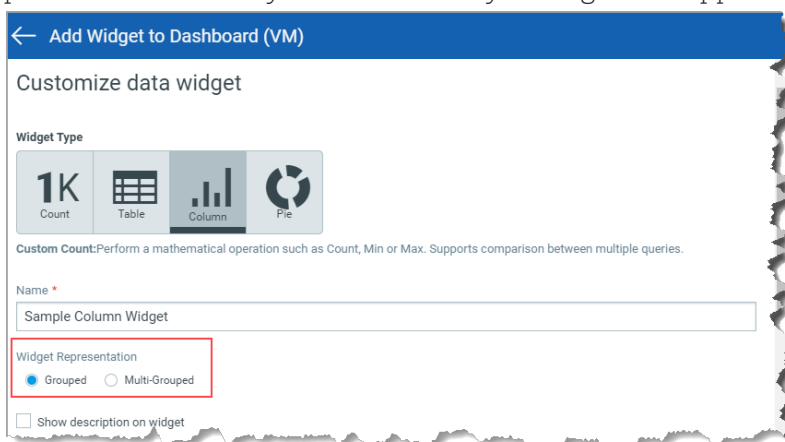 Add Widget to Dashboard (VM)
Customize data widget
Widget Type
1K
Count
Table
Column
Pie
Custom Count:Perform a mathematical operation such as Count, Min or Max. Supports comparison between multiple queries.
Name *
Sample Column Widget
Widget Representation
Grouped Multi-Grouped
Show description on widget